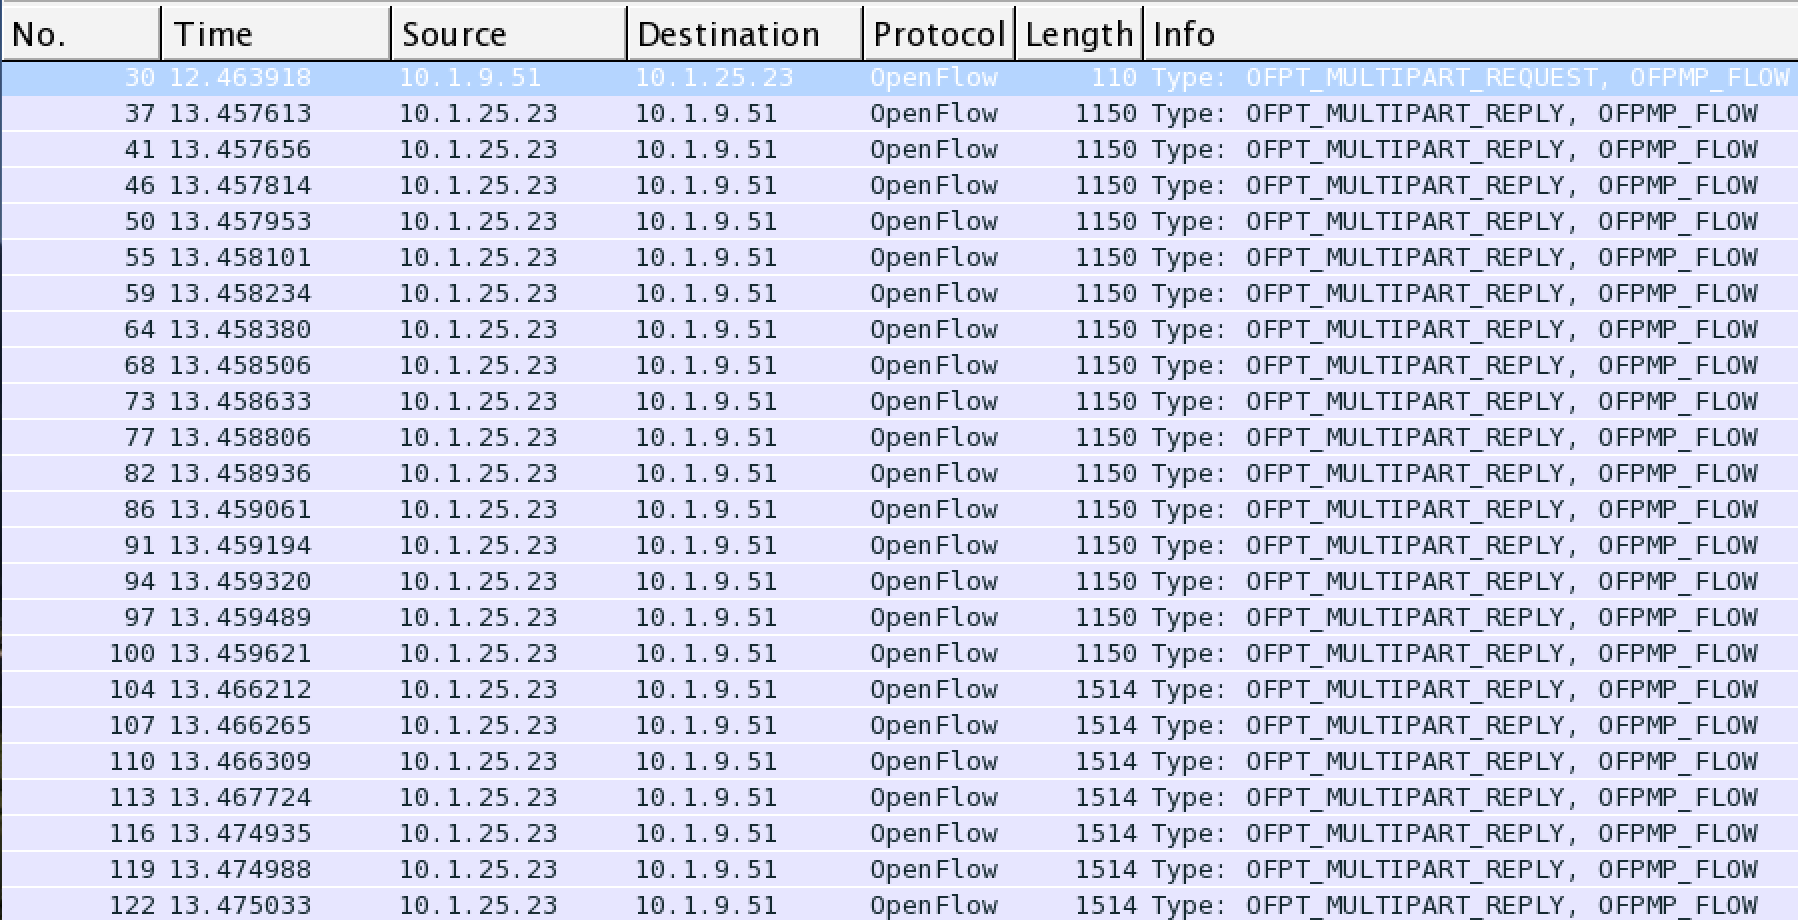 No. Time Source Destination Protocol Length Info
30 12.463918 10.1.9.51 10.1.25.23 OpenFlow 110 Type: OFPT_MULTIPART_REQUEST, OFPMP_FLOW
37 13.457613 10.1.25.23 10.1.9.51 OpenFlow 1150 Type: OFPT_MULTIPART_REPLY, OFPMP_FLOW
41 13.457656 10.1.25.23 10.1.9.51 OpenFlow 1150 Type: OFPT_MULTIPART_REPLY, OFPMP_FLOW
46 13.457814 10.1.25.23 10.1.9.51 OpenFlow 1150 Type: OFPT_MULTIPART_REPLY, OFPMP_FLOW
50 13.457953 10.1.25.23 10.1.9.51 OpenFlow 1150 Type: OFPT_MULTIPART_REPLY, OFPMP_FLOW
55 13.458101 10.1.25.23 10.1.9.51 OpenFlow 1150 Type: OFPT_MULTIPART_REPLY, OFPMP_FLOW
59 13.458234 10.1.25.23 10.1.9.51 OpenFlow 1150 Type: OFPT_MULTIPART_REPLY, OFPMP_FLOW
64 13.458380 10.1.25.23 10.1.9.51 OpenFlow 1150 Type: OFPT_MULTIPART_REPLY, OFPMP_FLOW
68 13.458506 10.1.25.23 10.1.9.51 OpenFlow 1150 Type: OFPT_MULTIPART_REPLY, OFPMP_FLOW
73 13.458633 10.1.25.23 10.1.9.51 OpenFlow 1150 Type: OFPT_MULTIPART_REPLY, OFPMP_FLOW
77 13.458806 10.1.25.23 10.1.9.51 OpenFlow 1150 Type: OFPT_MULTIPART_REPLY, OFPMP_FLOW
82 13.458936 10.1.25.23 10.1.9.51 OpenFlow 1150 Type: OFPT_MULTIPART_REPLY, OFPMP_FLOW
86 13.459061 10.1.25.23 10.1.9.51 OpenFlow 1150 Type: OFPT_MULTIPART_REPLY, OFPMP_FLOW
91 13.459194 10.1.25.23 10.1.9.51 OpenFlow 1150 Type: OFPT_MULTIPART_REPLY, OFPMP_FLOW
94 13.459320 10.1.25.23 10.1.9.51 OpenFlow 1150 Type: OFPT_MULTIPART_REPLY, OFPMP_FLOW
97 13.459489 10.1.25.23 10.1.9.51 OpenFlow 1150 Type: OFPT_MULTIPART_REPLY, OFPMP_FLOW
100 13.459621 10.1.25.23 10.1.9.51 OpenFlow 1150 Type: OFPT_MULTIPART_REPLY, OFPMP_FLOW
104 13.466212 10.1.25.23 10.1.9.51 OpenFlow 1514 Type: OFPT_MULTIPART_REPLY, OFPMP_FLOW
107 13.466265 10.1.25.23 10.1.9.51 OpenFlow 1514 Type: OFPT_MULTIPART_REPLY, OFPMP_FLOW
110 13.466309 10.1.25.23 10.1.9.51 OpenFlow 1514 Type: OFPT_MULTIPART_REPLY, OFPMP_FLOW
113 13.467724 10.1.25.23 10.1.9.51 OpenFlow 1514 Type: OFPT_MULTIPART_REPLY, OFPMP_FLOW
116 13.474935 10.1.25.23 10.1.9.51 OpenFlow 1514 Type: OFPT_MULTIPART_REPLY, OFPMP_FLOW
119 13.474988 10.1.25.23 10.1.9.51 OpenFlow 1514 Type: OFPT_MULTIPART_REPLY, OFPMP_FLOW
122 13.475033 10.1.25.23 10.1.9.51 OpenFlow 1514 Type: OFPT_MULTIPART_REPLY, OFPMP_FLOW